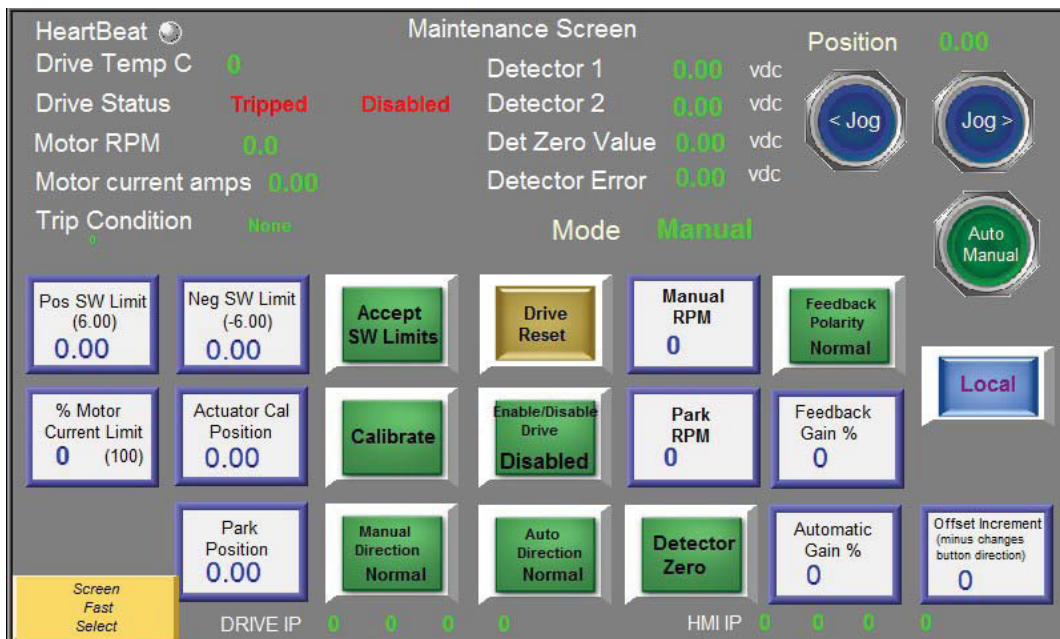 Maintenance Screen
HeartBeat
Drive Temp C 0
Drive Status Tripped Disabled
Motor RPM 0.0
Motor current amps 0.00
Trip Condition None
0
Detector 1 0.00 vdc
Detector 2 0.00 vdc
Det Zero Value 0.00 vdc
Detector Error 0.00 vdc
Mode Manual
Position 0.00
< Jog
Jog >
Auto
Manual
Pos SW Limit
(6.00)
0.00
Neg SW Limit
(-6.00)
0.00
Accept
SW Limits
Drive
Reset
Manual
RPM
0
Feedback
Polarity
Normal
Local
% Motor
Current Limit
0 (100)
Actuator Cal
Position
0.00
Calibrate
Enable/Disable
Drive
Disabled
Park
RPM
0
Feedback
Gain %
0
Park
Position
0.00
Manual
Direction
Normal
Auto
Direction
Normal
Detector
Zero
Automatic
Gain %
0
Offset Increment
(minus changes
button direction)
0
Screen
Fast
Select
DRIVE IP 0 0 0 0
HMI IP 0 0 0 0